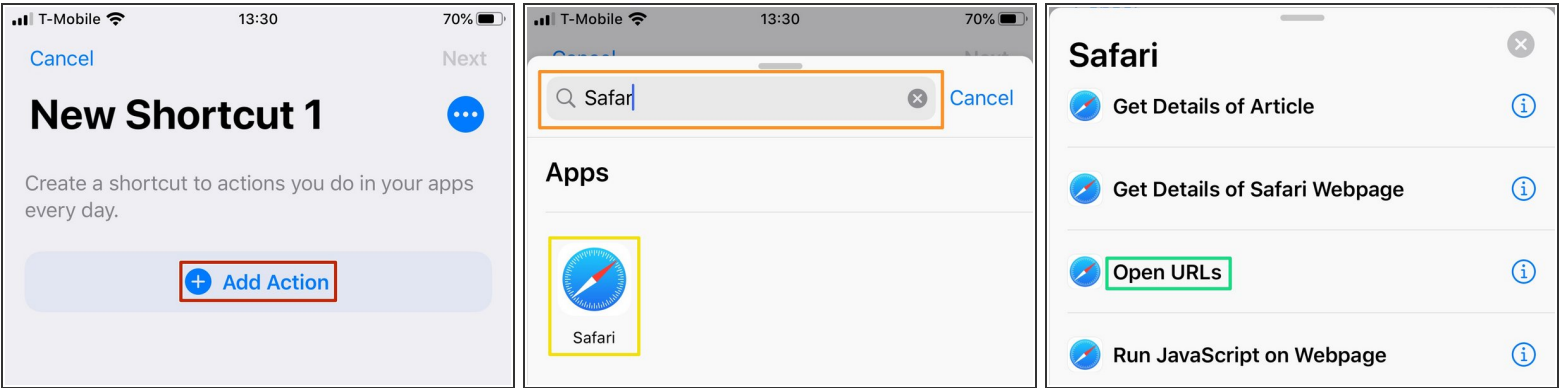 T-Mobile 13:30 70%
Cancel Next
New Shortcut 1
Create a shortcut to actions you do in your apps
every day.
Add Action
T-Mobile 13:30 70%
Cancel Next
Safar Cancel
Apps
Safari
Safari
Get Details of Article
Get Details of Safari Webpage
Open URLs
Run JavaScript on Webpage